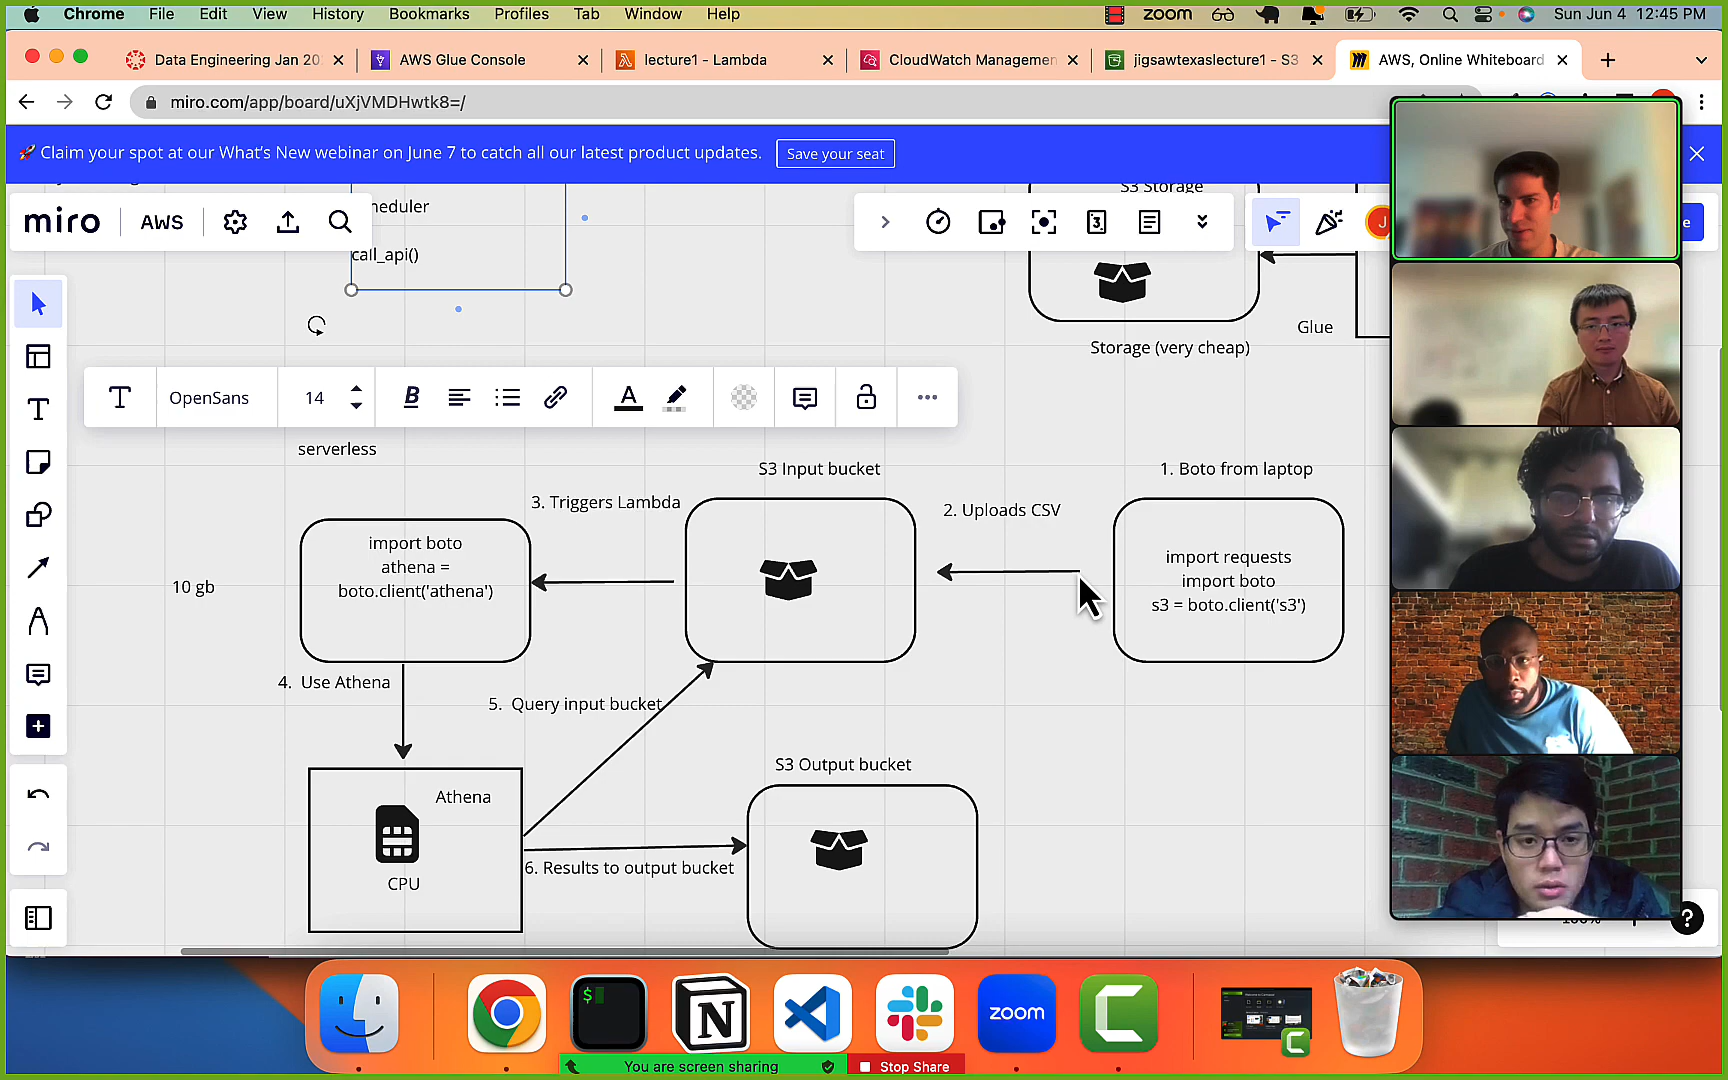 Chrome File Edit View History Bookmarks Profiles Tab Window Help
zoom
Sun Jun 4 12:45 PM
Data Engineering Jan 20
AWS Glue Console
lecture1 - Lambda
CloudWatch Managemen
jigsawtexaslecture1 - S3
AWS, Online Whiteboard
miro.com/app/board/uXjVMDHwtk8=/
🚀 Claim your spot at our What's New webinar on June 7 to catch all our latest product updates.
Save your seat
miro
AWS
heduler
call_api()
3
J
e
S3 Storage
Glue
Storage (very cheap)
OpenSans
14
B
A
serverless
S3 Input bucket
1. Boto from laptop
3. Triggers Lambda
2. Uploads CSV
import boto
athena =
boto.client('athena')
import requests
import boto
s3 = boto.client('s3')
10 gb
4. Use Athena
5. Query input bucket
S3 Output bucket
Athena
CPU
6. Results to output bucket
?
zoom
You are screen sharing
Stop Share